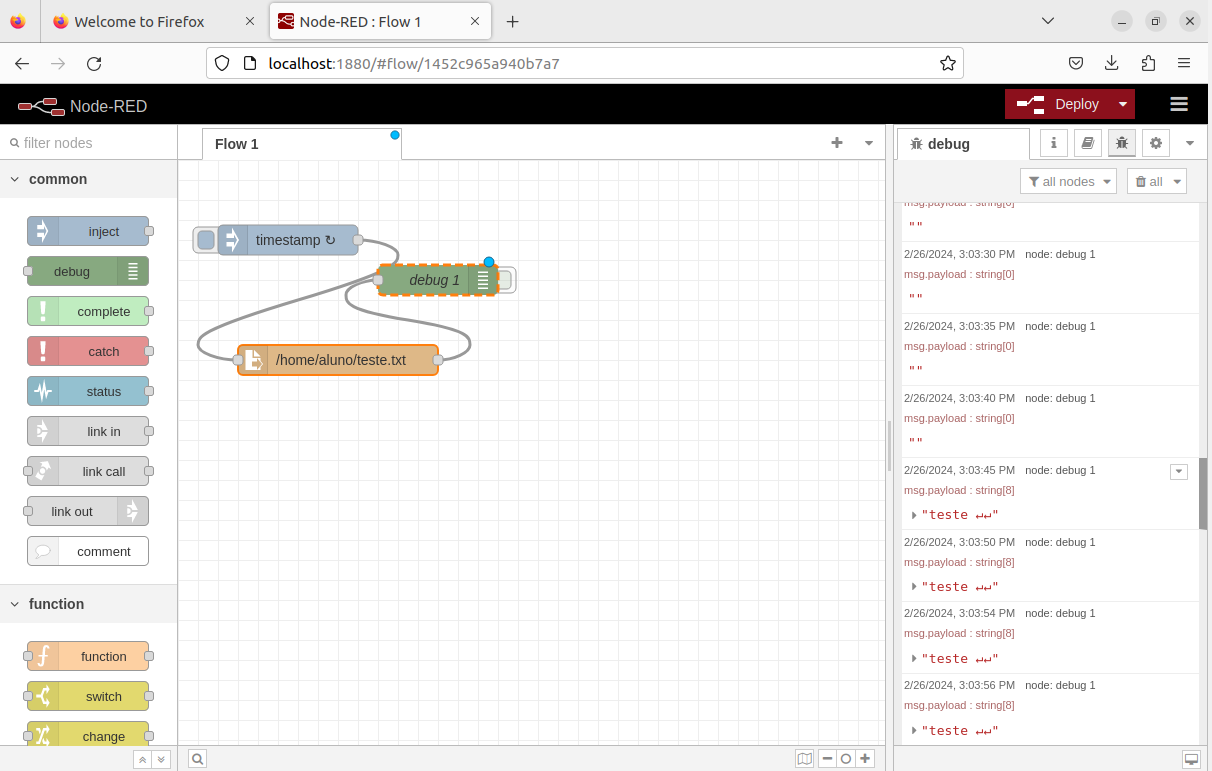 Welcome to Firefox
Node-RED : Flow 1
localhost:1880/#flow/1452c965a940b7a7
Node-RED
Deploy
filter nodes
common
inject
debug
complete
catch
status
link in
link call
link out
comment
function
function
switch
change
Flow 1
timestamp ↻
debug 1
/home/aluno/teste.txt
debug
all nodes
all
msg.payload : string[0]
""
2/26/2024, 3:03:30 PM node: debug 1
msg.payload : string[0]
""
2/26/2024, 3:03:35 PM node: debug 1
msg.payload : string[0]
""
2/26/2024, 3:03:40 PM node: debug 1
msg.payload : string[0]
""
2/26/2024, 3:03:45 PM node: debug 1
msg.payload : string[8]
"teste ↵↵"
2/26/2024, 3:03:50 PM node: debug 1
msg.payload : string[8]
"teste ↵↵"
2/26/2024, 3:03:54 PM node: debug 1
msg.payload : string[8]
"teste ↵↵"
2/26/2024, 3:03:56 PM node: debug 1
msg.payload : string[8]
"teste ↵↵"